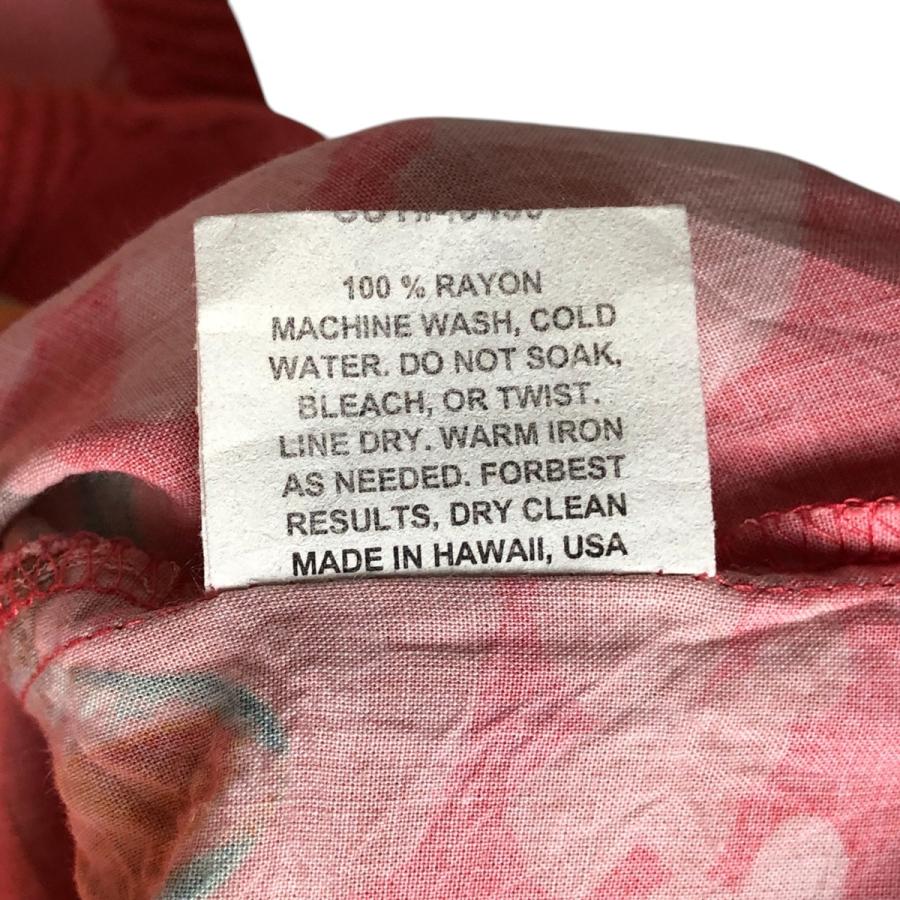 100 % RAYON
MACHINE WASH, COLD
WATER. DO NOT SOAK,
BLEACH, OR TWIST.
LINE DRY. WARM IRON
AS NEEDED. FORBEST
RESULTS, DRY CLEAN
MADE IN HAWAII, USA